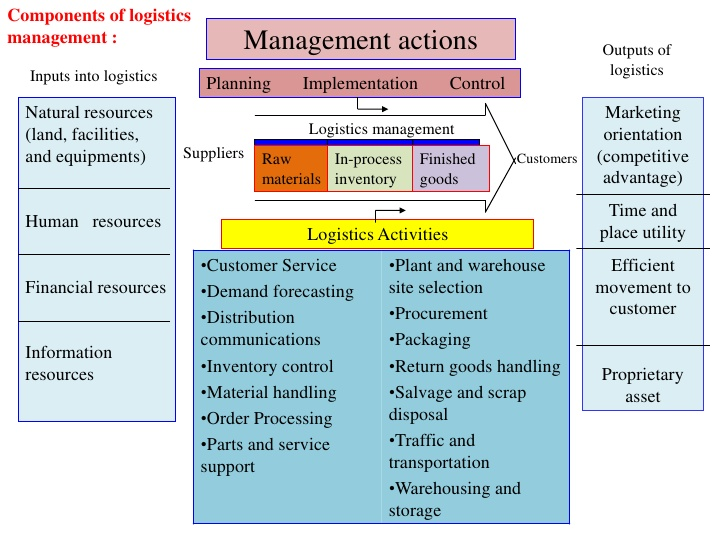 Components of logistics
management :
Management actions
Planning Implementation Control
Inputs into logistics
Natural resources
(land, facilities,
and equipments)
Human resources
Financial resources
Information
resources
Suppliers
Logistics management
Raw
materials
In-process
inventory
Finished
goods
Customers
Logistics Activities
•Customer Service
•Demand forecasting
•Distribution
communications
•Inventory control
•Material handling
•Order Processing
•Parts and service
support
•Plant and warehouse
site selection
•Procurement
•Packaging
•Return goods handling
•Salvage and scrap
disposal
•Traffic and
transportation
•Warehousing and
storage
Outputs of
logistics
Marketing
orientation
(competitive
advantage)
Time and
place utility
Efficient
movement to
customer
Proprietary
asset